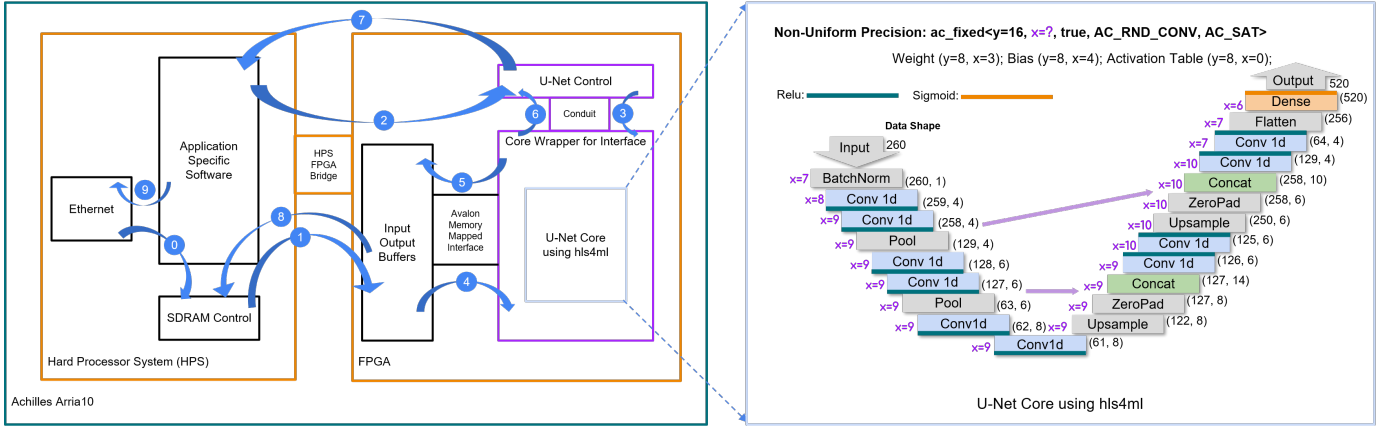 7
U-Net Control
6
Conduit
3
2
Core Wrapper for Interface
Application
Specific
Software
HPS
FPGA
Bridge
5
9
Ethernet
Avalon
Memory
Mapped
Interface
Input
Output
Buffers
8
1
0
U-Net Core
using hls4ml
4
SDRAM Control
Hard Processor System (HPS)
FPGA
Achilles Arria10
Non-Uniform Precision: ac_fixed<y=16, x=?, true, AC_RND_CONV, AC_SAT>
Weight (y=8, x=3); Bias (y=8, x=4); Activation Table (y=8, x=0);
Relu:
Sigmoid:
Data Shape
Input 260
x=7 BatchNorm (260, 1)
x=8 Conv 1d (259, 4)
x=9 Conv 1d (258, 4)
x=9 Pool (129, 4)
x=9 Conv 1d (128, 6)
x=9 Conv 1d (127, 6)
x=9 Pool (63, 6)
x=9 Conv1d (62, 8)
x=9 Conv1d (61, 8)
Output 520
x=6 Dense (520)
x=7 Flatten (256)
x=7 Conv 1d (64, 4)
x=10 Conv 1d (129, 4)
x=10 Concat (258, 10)
x=10 ZeroPad (258, 6)
x=9 Upsample (250, 6)
x=10 Conv 1d (125, 6)
x=9 Conv 1d (126, 6)
x=9 Concat (127, 14)
x=9 ZeroPad (127, 8)
x=9 Upsample (122, 8)
U-Net Core using hls4ml